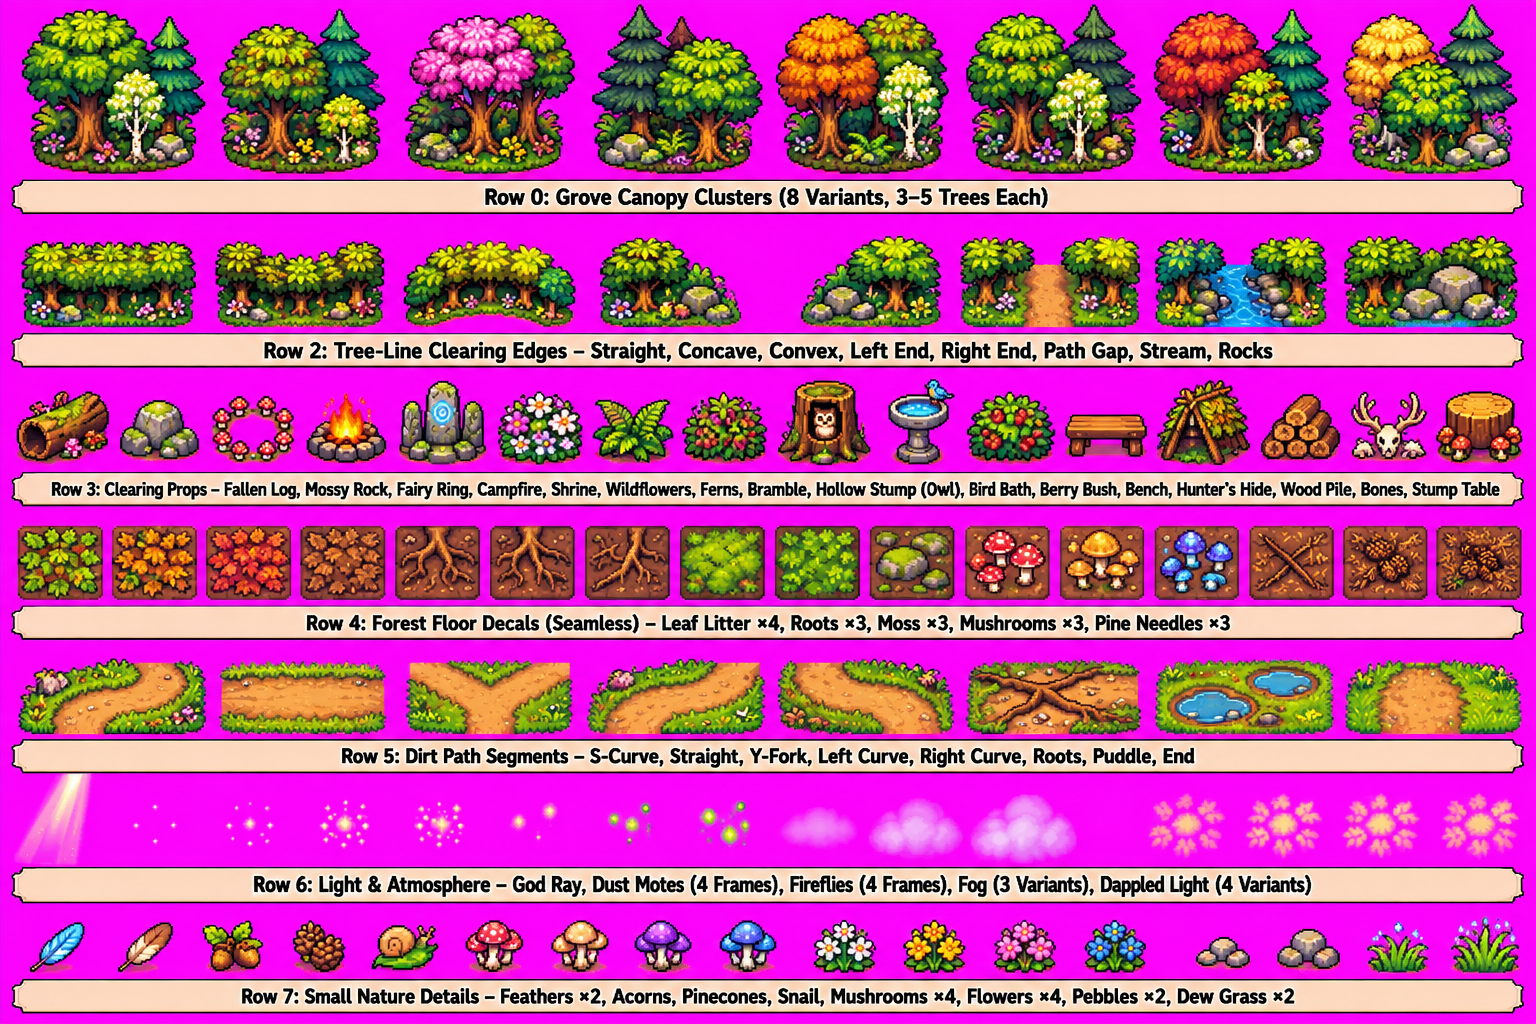 Row 0: Grove Canopy Clusters (8 Variants, 3–5 Trees Each)
Row 2: Tree-Line Clearing Edges – Straight, Concave, Convex, Left End, Right End, Path Gap, Stream, Rocks
Row 3: Clearing Props – Fallen Log, Mossy Rock, Fairy Ring, Campfire, Shrine, Wildflowers, Ferns, Bramble, Hollow Stump (Owl), Bird Bath, Berry Bush, Bench, Hunter's Hide, Wood Pile, Bones, Stump Table
Row 4: Forest Floor Decals (Seamless) – Leaf Litter ×4, Roots ×3, Moss ×3, Mushrooms ×3, Pine Needles ×3
Row 5: Dirt Path Segments – S-Curve, Straight, Y-Fork, Left Curve, Right Curve, Roots, Puddle, End
Row 6: Light & Atmosphere – God Ray, Dust Motes (4 Frames), Fireflies (4 Frames), Fog (3 Variants), Dappled Light (4 Variants)
Row 7: Small Nature Details – Feathers ×2, Acorns, Pinecones, Snail, Mushrooms ×4, Flowers ×4, Pebbles ×2, Dew Grass ×2